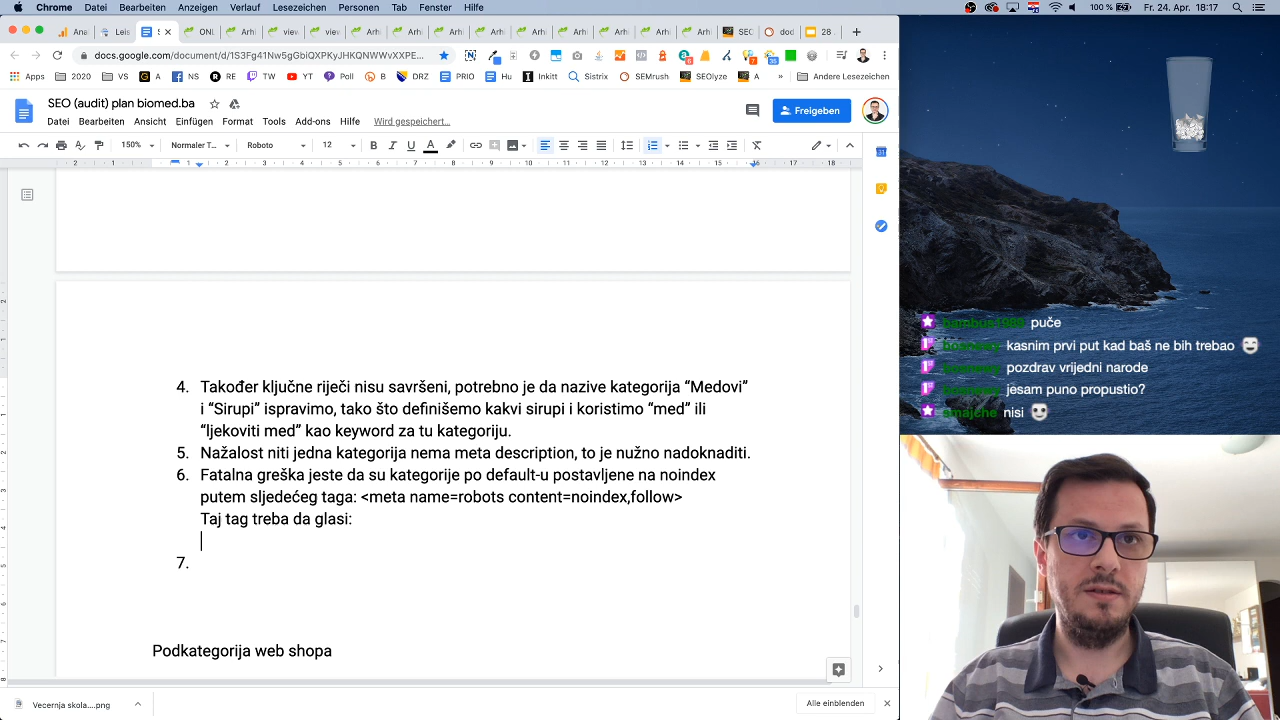 Chrome Datei Bearbeiten Anzeigen Verlauf Lesezeichen Personen Tab Fenster Hilfe 100 % Fr. 24. Apr. 18:17
docs.google.com/document/d/1S3Fg41Nw5gGbiQXPKyJHKQNWWvXXPE...
Apps 2020 VS A FB NS RE TW YT Poll B DRZ PRIO Hu Inkitt Sistrix SEMrush SEOlyze A » Andere Lesezeichen
SEO (audit) plan biomed.ba
Datei Bearbeiten Ansicht Einfügen Format Tools Add-ons Hilfe Wird gespeichert...
Freigeben
150% Normaler T... Roboto 12
4. Također ključne riječi nisu savršeni, potrebno je da nazive kategorija “Medovi”
i “Sirupi” ispravimo, tako što definišemo kakvi sirupi i koristimo “med” ili
“ljekoviti med” kao keyword za tu kategoriju.
5. Nažalost niti jedna kategorija nema meta description, to je nužno nadoknaditi.
6. Fatalna greška jeste da su kategorije po default-u postavljene na noindex
putem sljedećeg taga: <meta name=robots content=noindex,follow>
Taj tag treba da glasi:
7.
Podkategorija web shopa
Vecernja skola....png
Alle einblenden
bambus1989 puče
kasnim prvi put kad baš ne bih trebao
pozdrav vrijedni narode
jesam puno propustio?
smajche nisi